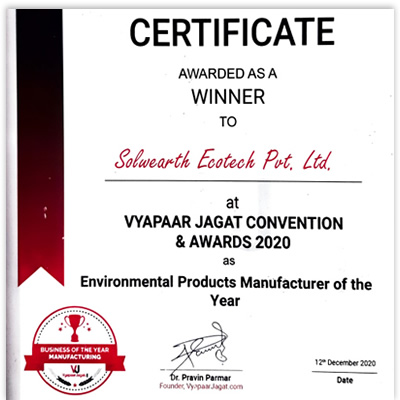 CERTIFICATE
AWARDED AS A
WINNER
TO
Solwearth Ecotech Pvt. Ltd.
at
VYAPAAR JAGAT CONVENTION
& AWARDS 2020
as
Environmental Products Manufacturer of the
Year
BUSINESS OF THE YEAR
MANUFACTURING
VJ
Vyapaar Jagat
Dr. Pravin Parmar
Founder, VyapaarJagat.com
12th December 2020
Date